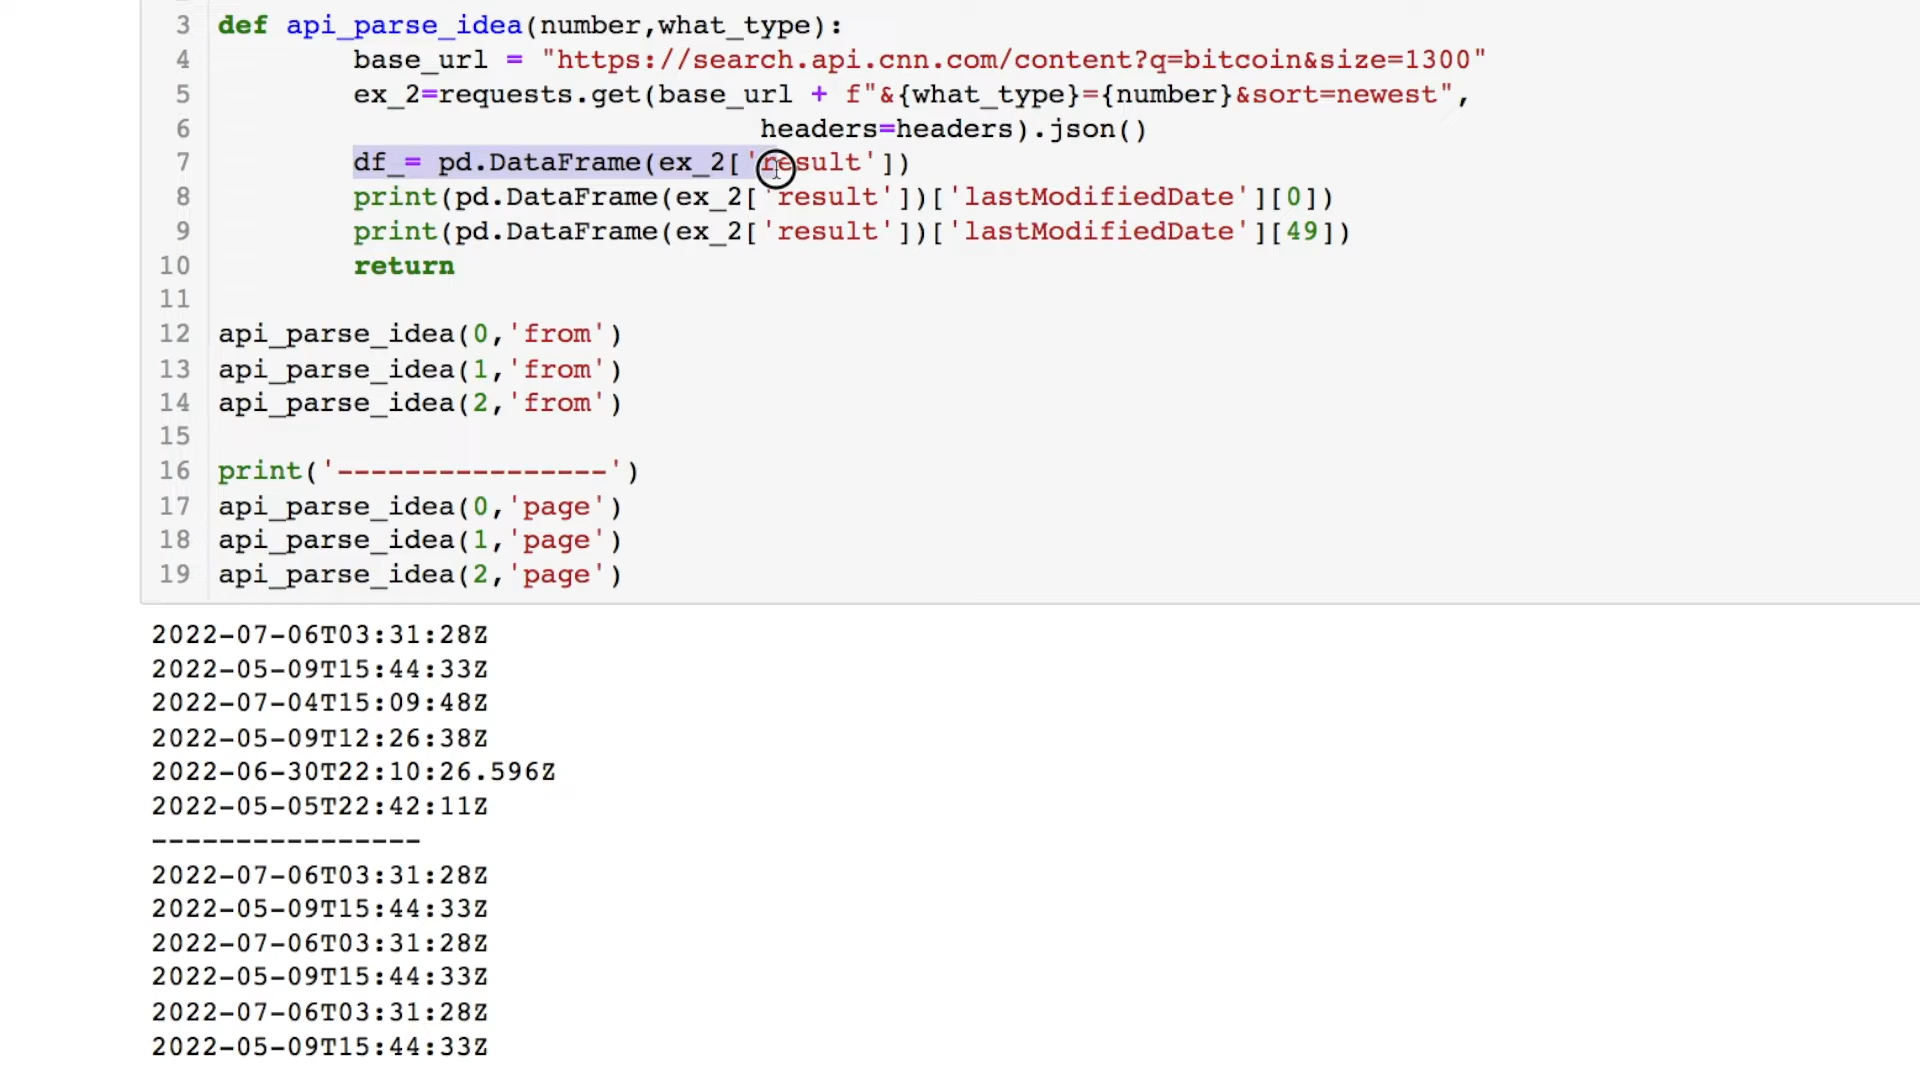 3 def api_parse_idea(number,what_type):
4 base_url = "https://search.api.cnn.com/content?q=bitcoin&size=1300"
5 ex_2=requests.get(base_url + f"&{what_type}={number}&sort=newest",
6 headers=headers).json()
7 df_= pd.DataFrame(ex_2['result'])
8 print(pd.DataFrame(ex_2['result'])['lastModifiedDate'][0])
9 print(pd.DataFrame(ex_2['result'])['lastModifiedDate'][49])
10 return
11
12 api_parse_idea(0,'from')
13 api_parse_idea(1,'from')
14 api_parse_idea(2,'from')
15
16 print('----------------')
17 api_parse_idea(0,'page')
18 api_parse_idea(1,'page')
19 api_parse_idea(2,'page')
2022-07-06T03:31:28Z
2022-05-09T15:44:33Z
2022-07-04T15:09:48Z
2022-05-09T12:26:38Z
2022-06-30T22:10:26.596Z
2022-05-05T22:42:11Z
----------------
2022-07-06T03:31:28Z
2022-05-09T15:44:33Z
2022-07-06T03:31:28Z
2022-05-09T15:44:33Z
2022-07-06T03:31:28Z
2022-05-09T15:44:33Z